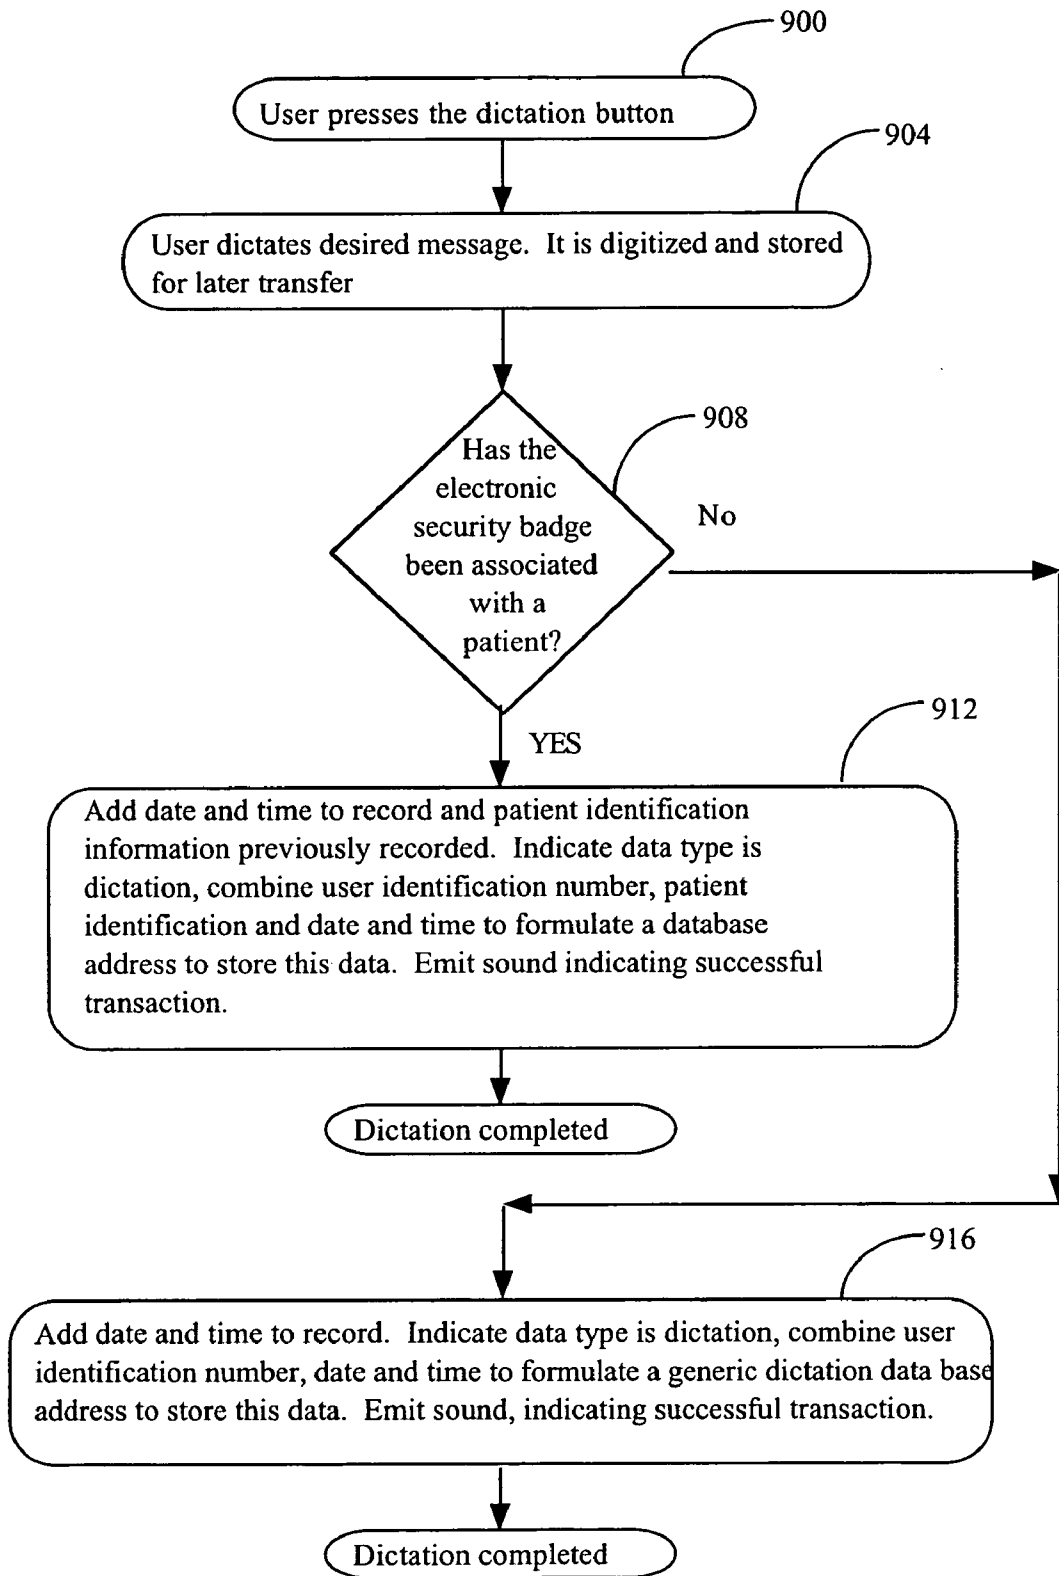 900
User presses the dictation button
904
User dictates desired message. It is digitized and stored
for later transfer
908
Has the
electronic
security badge
been associated
with a
patient?
No
YES
912
Add date and time to record and patient identification
information previously recorded. Indicate data type is
dictation, combine user identification number, patient
identification and date and time to formulate a database
address to store this data. Emit sound indicating successful
transaction.
Dictation completed
916
Add date and time to record. Indicate data type is dictation, combine user
identification number, date and time to formulate a generic dictation data base
address to store this data. Emit sound, indicating successful transaction.
Dictation completed